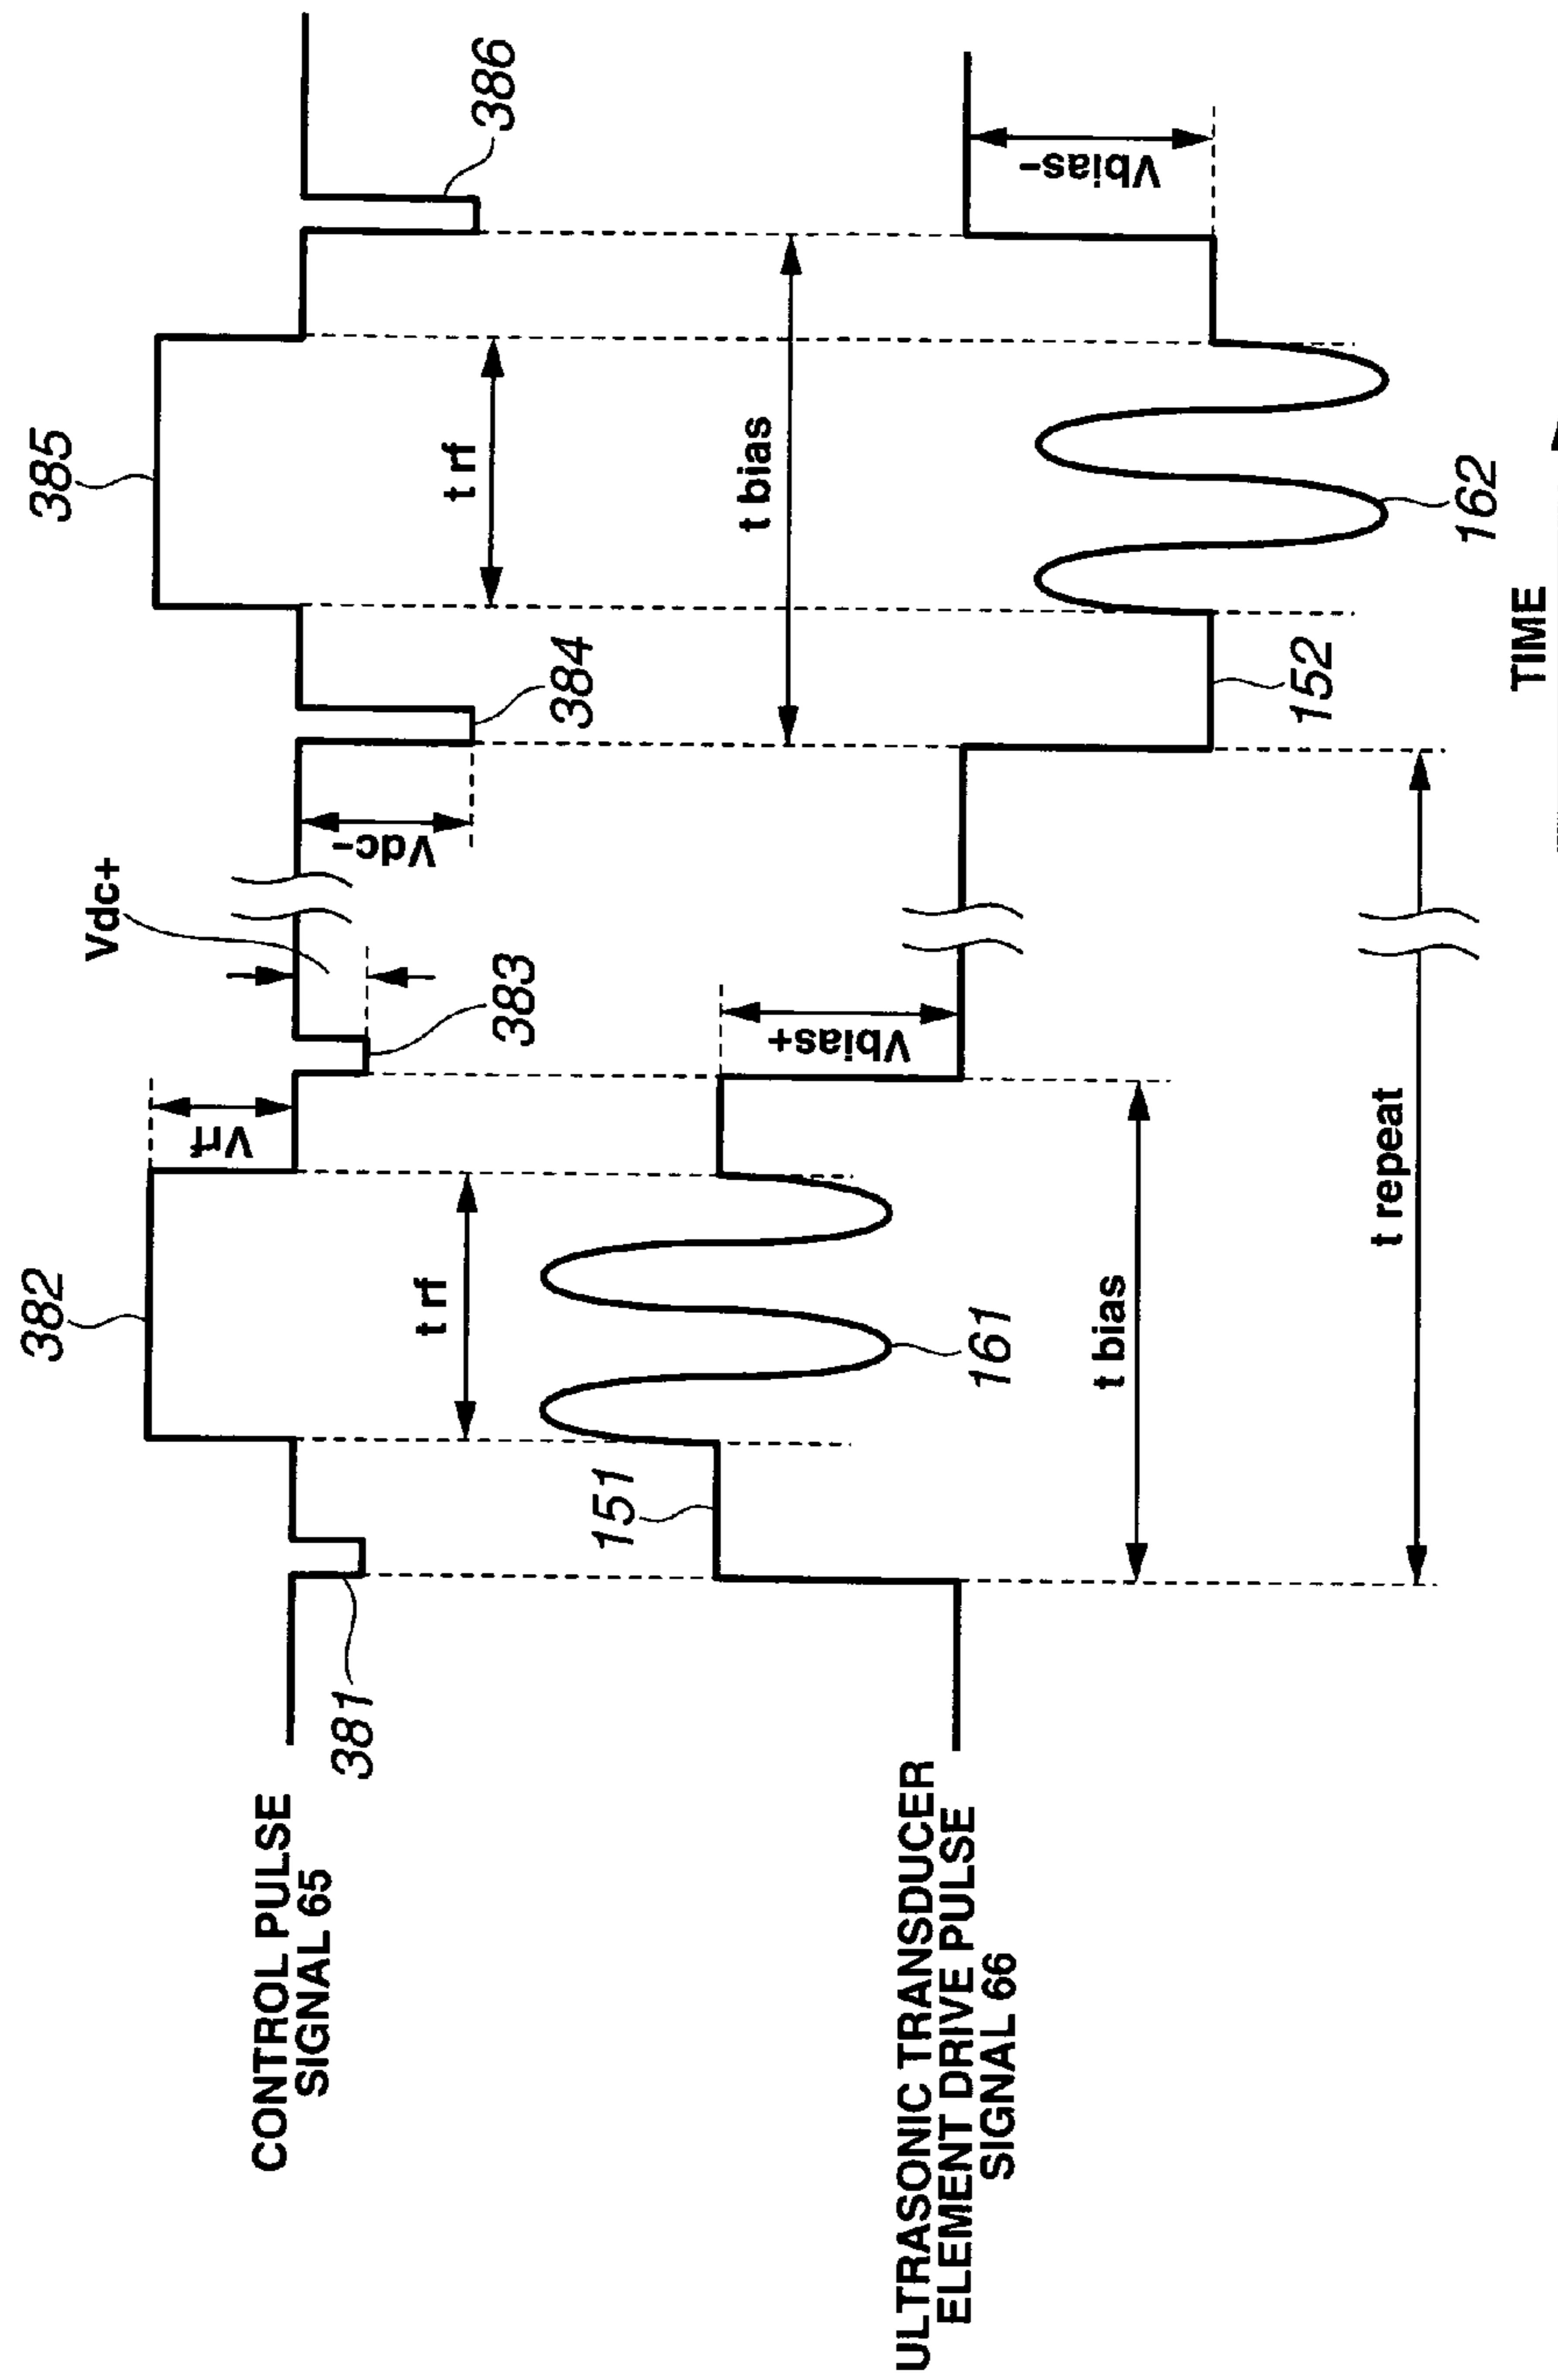 CONTROL PULSE
SIGNAL 65
381
382
Vrf
t rf
383
Vdc+
Vdc-
384
385
t rf
386
t bias
ULTRASONIC TRANSDUCER
ELEMENT DRIVE PULSE
SIGNAL 66
151
161
Vbias+
t bias
152
162
Vbias-
t repeat
TIME